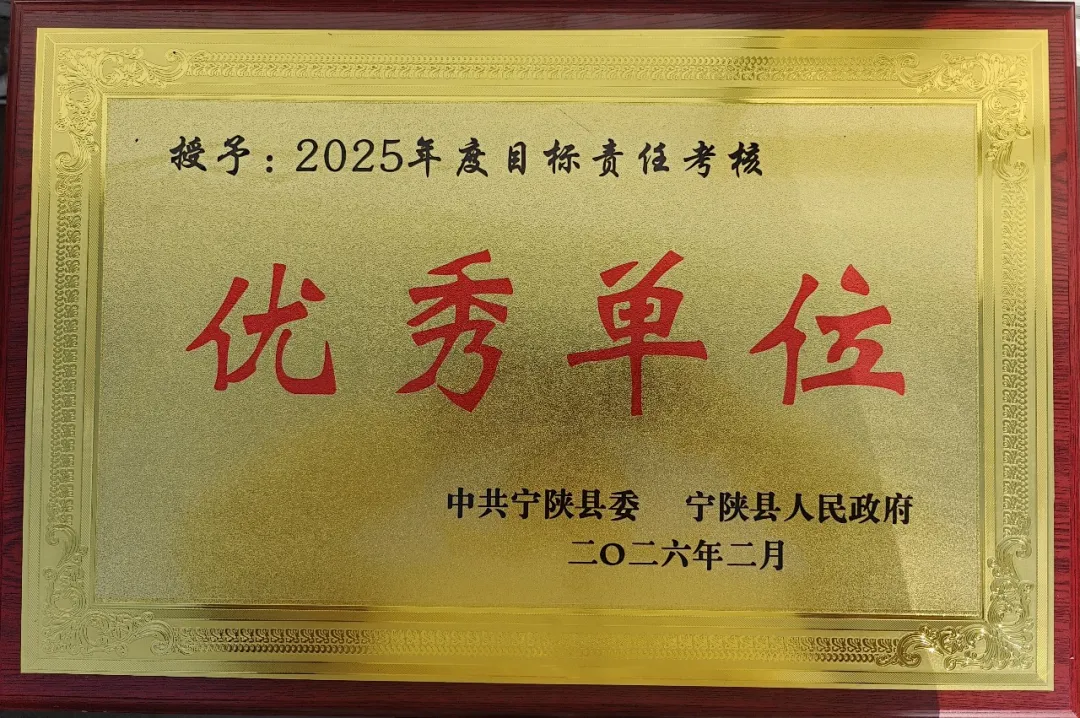 授予：2025年度目标责任考核
优秀单位
中共宁陕县委 宁陕县人民政府
二〇二六年二月